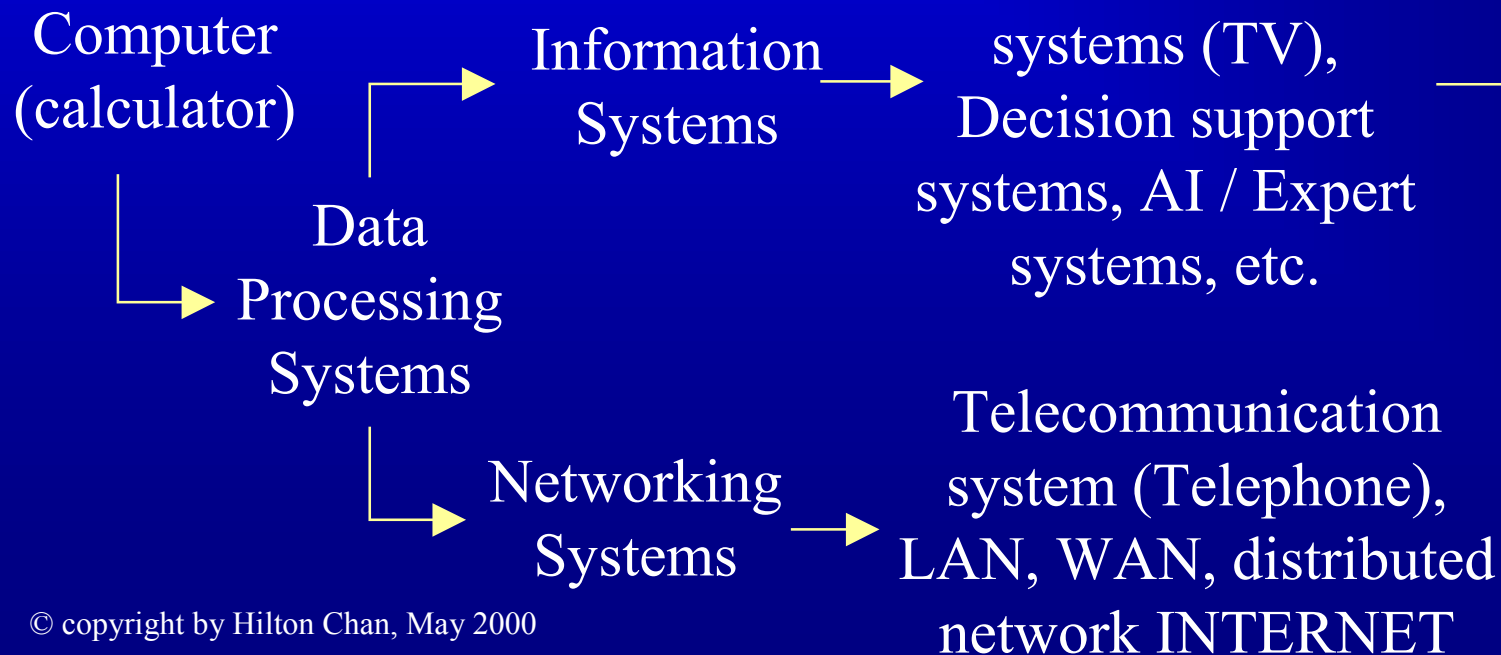 Computer
(calculator)
Data
Processing
Systems
Information
Systems
systems (TV),
Decision support
systems, AI / Expert
systems, etc.
Networking
Systems
Telecommunication
system (Telephone),
LAN, WAN, distributed
network INTERNET
© copyright by Hilton Chan, May 2000